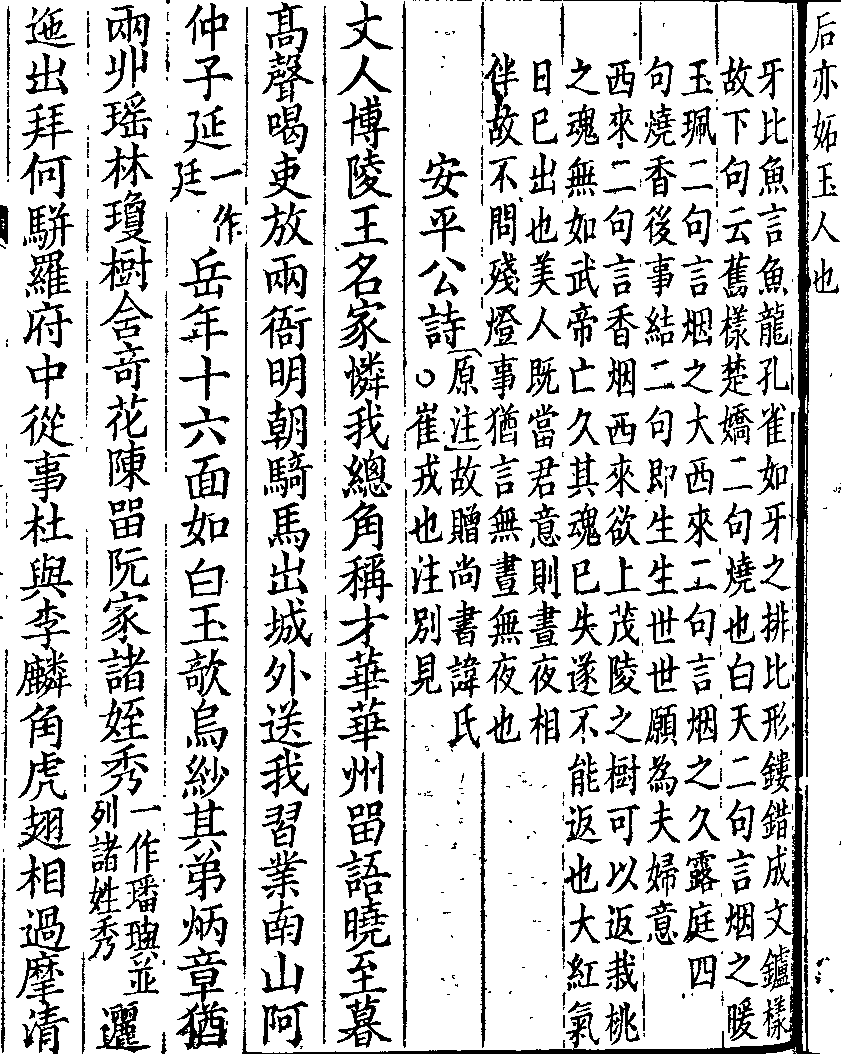 后亦妬玉人也
牙比魚言魚龍孔雀如牙之排比形鏤錯成文鑪樣
故下句云舊樣楚嬌二句燒也白天二句言烟之暖
玉珮二句言烟之大西來二句言烟之久露庭四
句燒香後事結二句即生生世世願為夫婦意
西來二句言香烟西來欲上茂陵之樹可以返栽桃
之魂無如武帝亡久其魂已失遂不能返也大紅氣
日巳出也美人既當君意則晝夜相
伴故不問殘燈事猶言無晝無夜也
安平公詩〔原注〕故贈尚書諱氏
○崔戎也注別見
丈人博陵王名家憐我總角稱才華華州畱語曉至暮
高聲喝吏放兩衙明朝騎馬出城外送我習業南山阿
仲子延一作
廷岳年十六面如白玉欹烏紗其弟炳章猶
兩丱瑶林瓊樹含竒花陳畱阮家諸姪秀一作璠璵並
列諸姓秀邐
迤出拜何駢羅府中從事杜與李麟角虎翅相過摩清